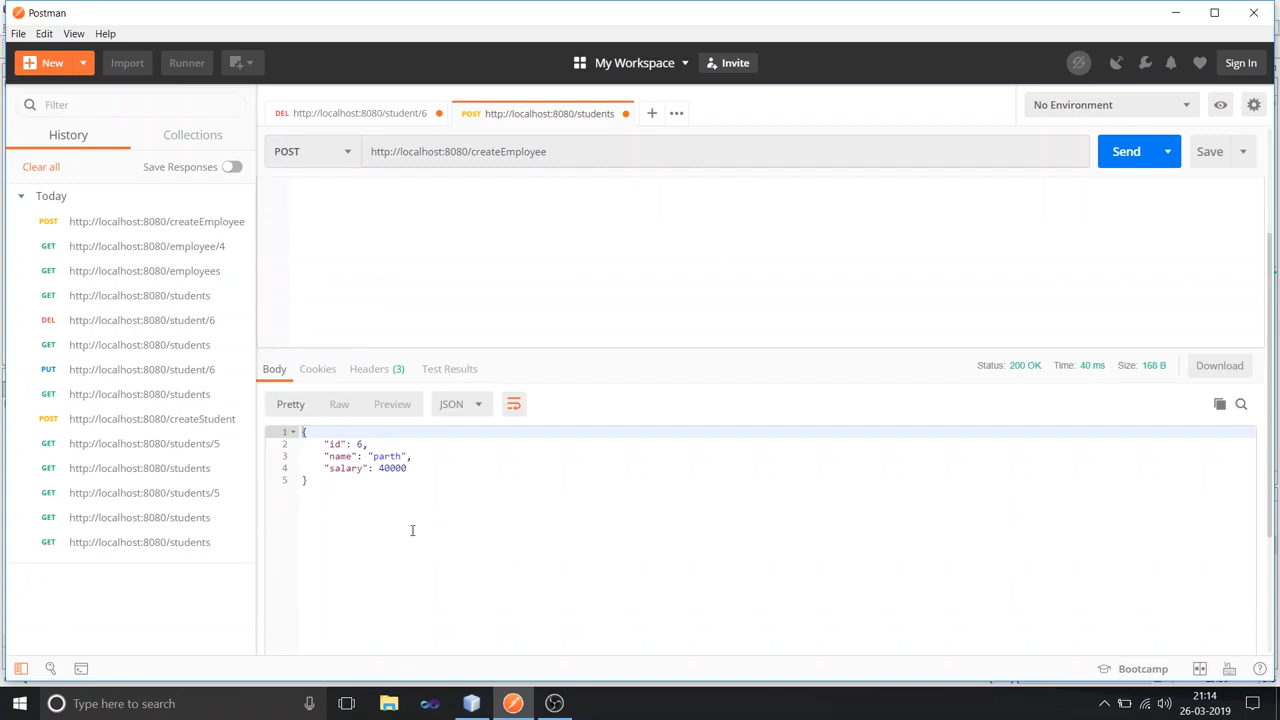 Postman
File Edit View Help
New Import Runner My Workspace Invite Sign In
Filter
History Collections
Clear all Save Responses
Today
POST http://localhost:8080/createEmployee
GET http://localhost:8080/employee/4
GET http://localhost:8080/employees
GET http://localhost:8080/students
DEL http://localhost:8080/student/6
GET http://localhost:8080/students
PUT http://localhost:8080/student/6
GET http://localhost:8080/students
POST http://localhost:8080/createStudent
GET http://localhost:8080/students/5
GET http://localhost:8080/students
GET http://localhost:8080/students/5
GET http://localhost:8080/students
GET http://localhost:8080/students
DEL http://localhost:8080/student/6 POST http://localhost:8080/students No Environment
POST http://localhost:8080/createEmployee Send Save
Body Cookies Headers (3) Test Results Status: 200 OK Time: 40 ms Size: 168 B Download
Pretty Raw Preview JSON
1 {
2 "id": 6,
3 "name": "parth",
4 "salary": 40000
5 }
Bootcamp
Type here to search
21:14
26-03-2019